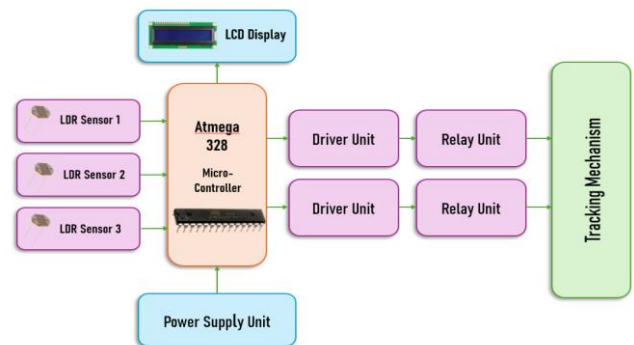 LCD Display
LDR Sensor 1
LDR Sensor 2
LDR Sensor 3
Atmega
328
Micro-
Controller
Driver Unit
Relay Unit
Driver Unit
Relay Unit
Tracking Mechanism
Power Supply Unit